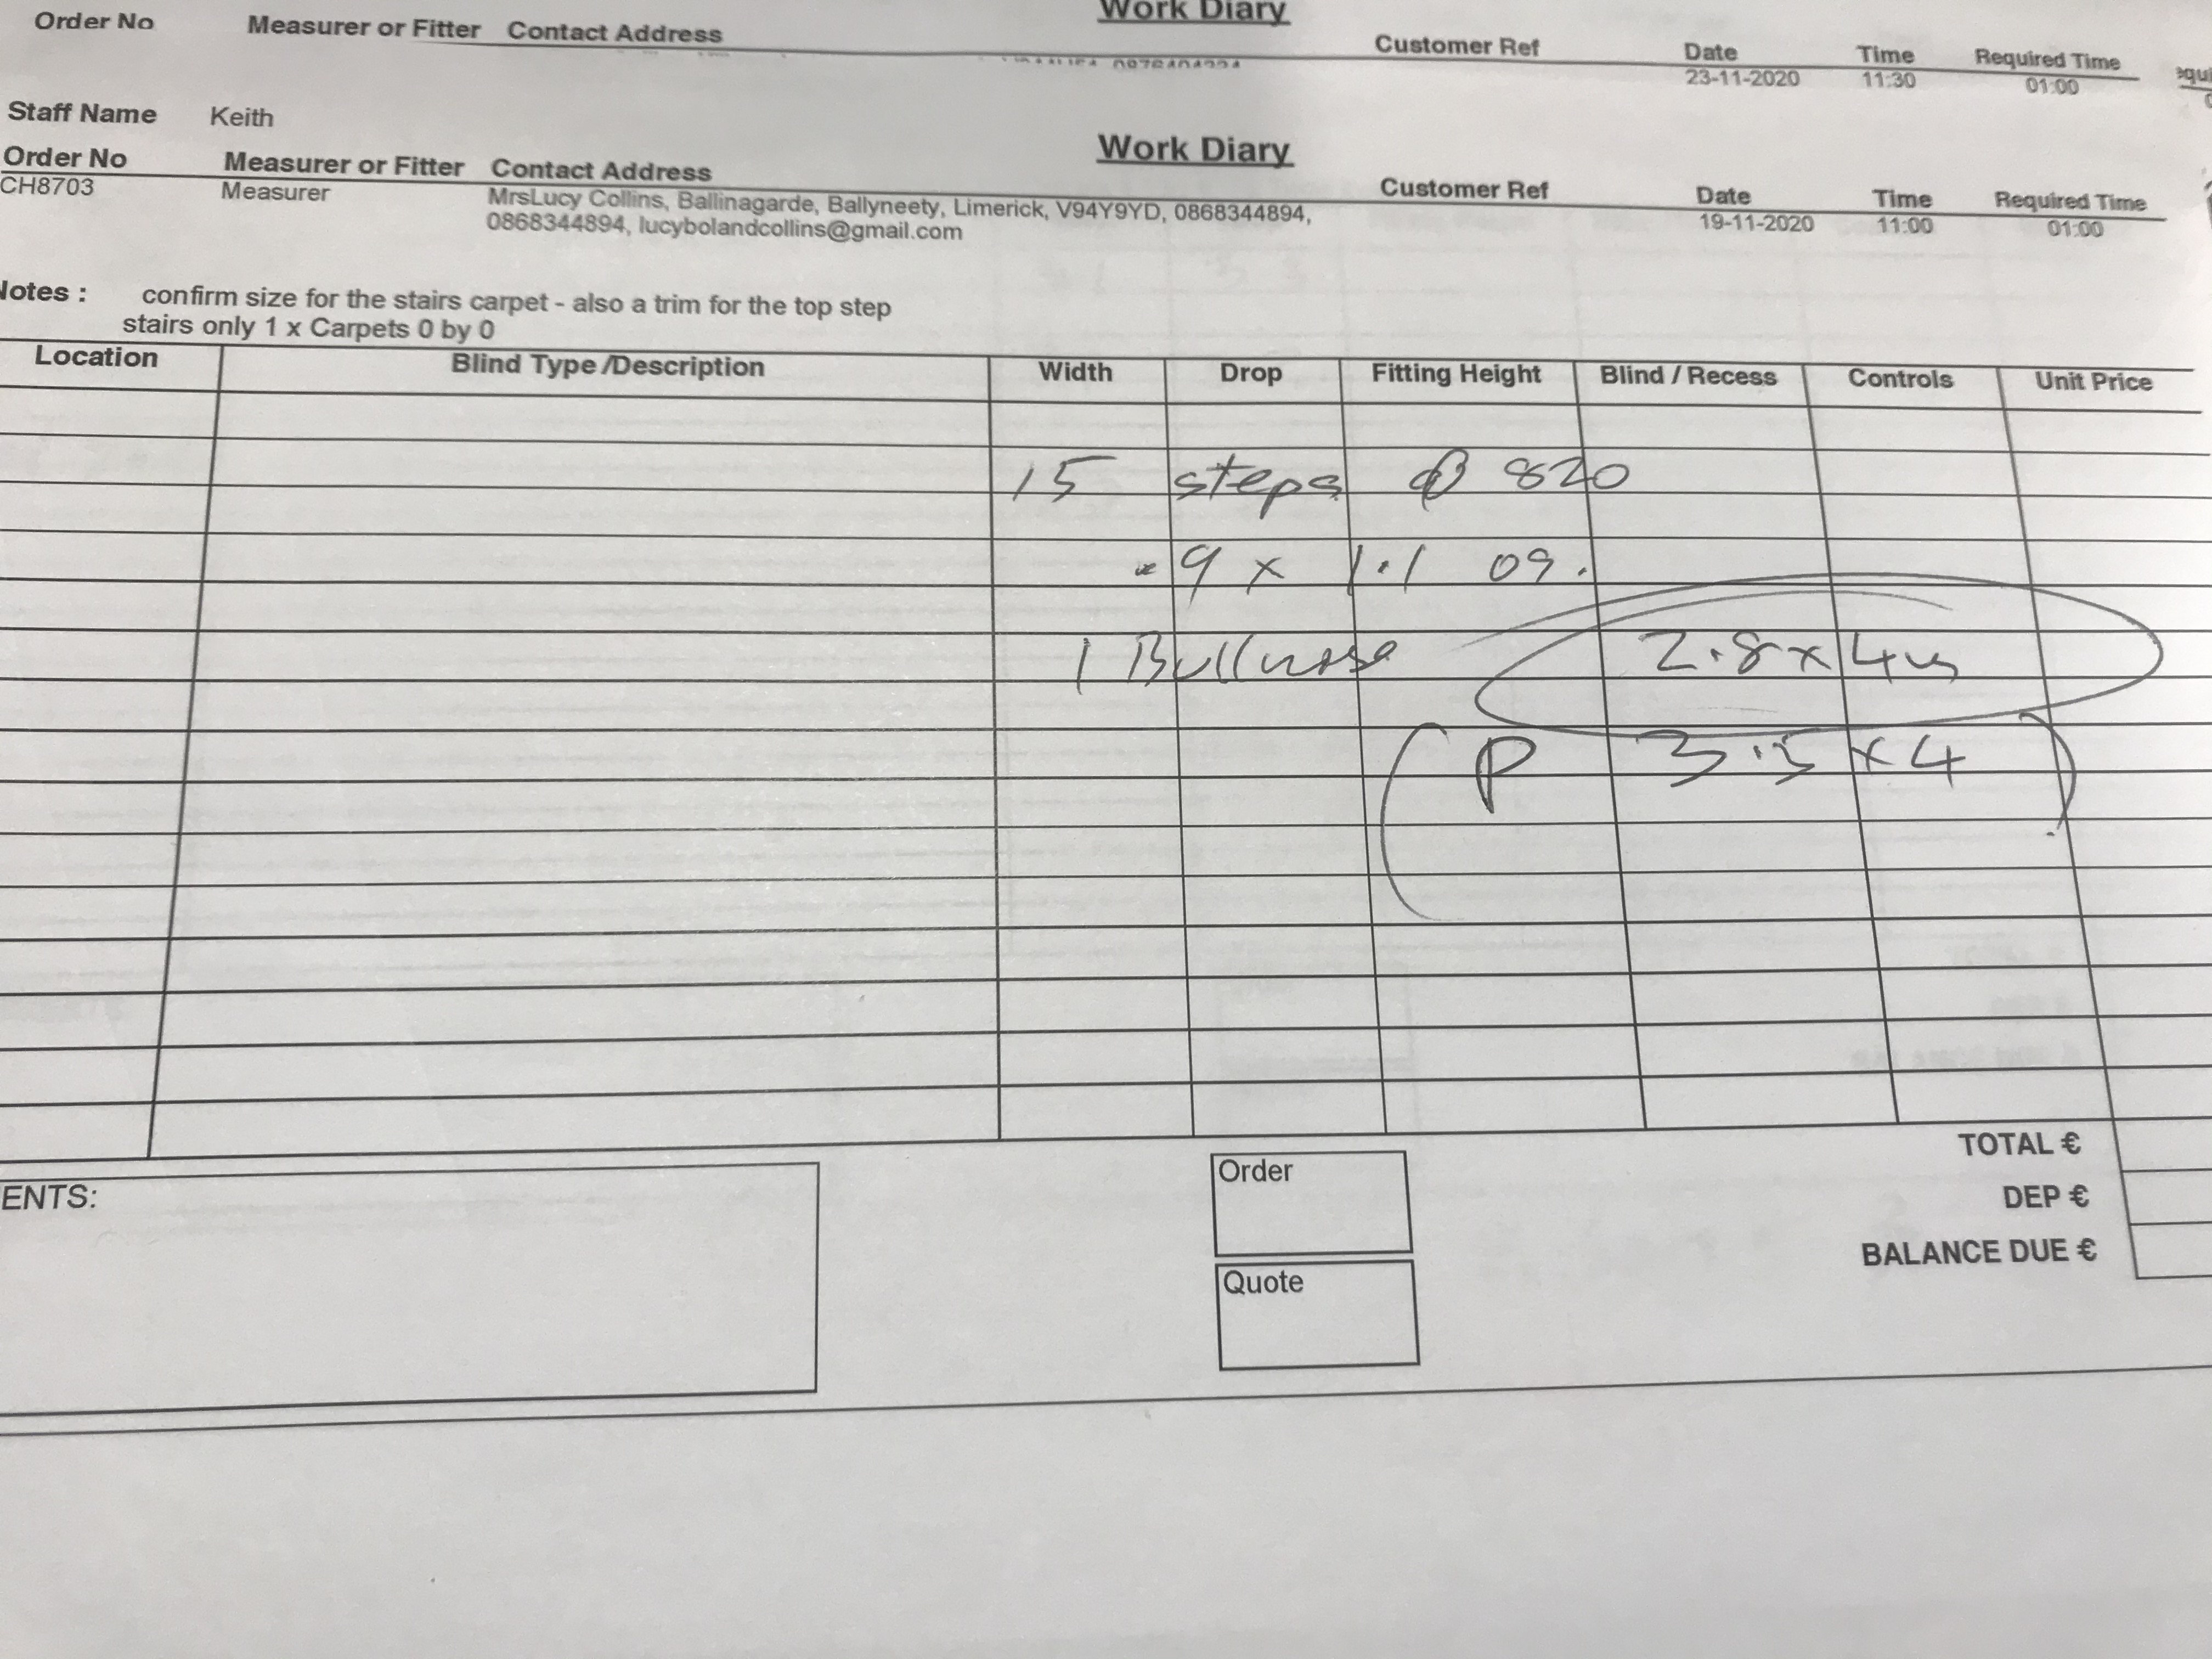 Work Diary
Order No Measurer or Fitter Contact Address Customer Ref Date Time Required Time
23-11-2020 11:30 01:00
Staff Name Keith
Work Diary
Order No Measurer or Fitter Contact Address Customer Ref Date Time Required Time
CH8703 Measurer MrsLucy Collins, Ballinagarde, Ballyneety, Limerick, V94Y9YD, 0868344894, 19-11-2020 11:00 01:00
0868344894, lucybolandcollins@gmail.com
Notes : confirm size for the stairs carpet - also a trim for the top step
stairs only 1 x Carpets 0 by 0
Location Blind Type /Description Width Drop Fitting Height Blind / Recess Controls Unit Price
15 steps @ 820
.9 x 1.1 09.
1 Bullnose 2.8 x 4m
P 3.5 x 4
TOTAL €
ENTS: Order
DEP €
BALANCE DUE €
Quote